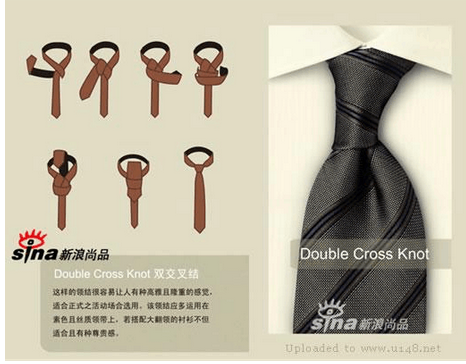 sina新浪尚品
Double Cross Knot 双交叉结
这样的领结很容易让人有种高雅且隆重的感觉，
适合正式之活动场合选用。该领结应多运用在
素色且丝质领带上，若搭配大翻领的衬衫不但
适合且有种尊贵感。
Double Cross Knot
sina新浪尚品
Uploaded to www.u148.net